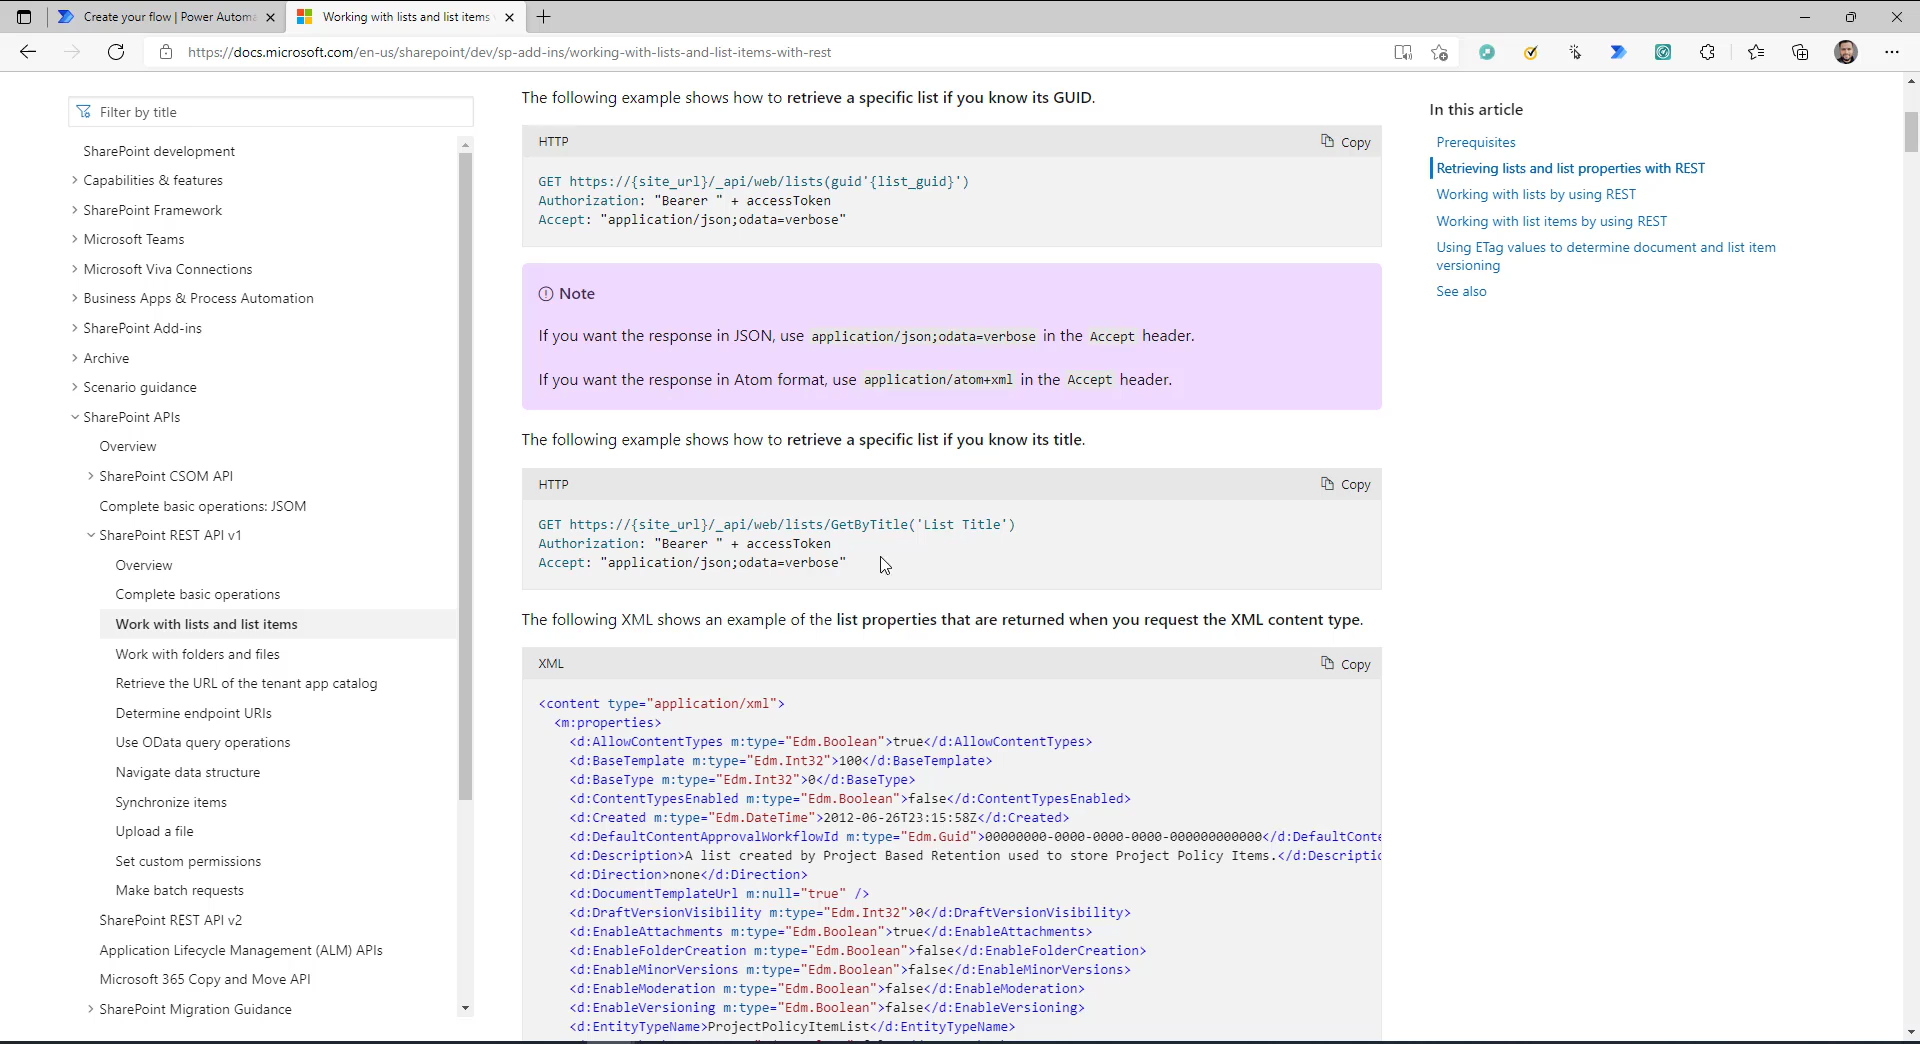 Create your flow | Power Automa
Working with lists and list items
https://docs.microsoft.com/en-us/sharepoint/dev/sp-add-ins/working-with-lists-and-list-items-with-rest
Filter by title
SharePoint development
Capabilities & features
SharePoint Framework
Microsoft Teams
Microsoft Viva Connections
Business Apps & Process Automation
SharePoint Add-ins
Archive
Scenario guidance
SharePoint APIs
Overview
SharePoint CSOM API
Complete basic operations: JSOM
SharePoint REST API v1
Overview
Complete basic operations
Work with lists and list items
Work with folders and files
Retrieve the URL of the tenant app catalog
Determine endpoint URIs
Use OData query operations
Navigate data structure
Synchronize items
Upload a file
Set custom permissions
Make batch requests
SharePoint REST API v2
Application Lifecycle Management (ALM) APIs
Microsoft 365 Copy and Move API
SharePoint Migration Guidance
The following example shows how to retrieve a specific list if you know its GUID.
HTTP
Copy
GET https://{site_url}/_api/web/lists(guid'{list_guid}')
Authorization: "Bearer " + accessToken
Accept: "application/json;odata=verbose"
Note
If you want the response in JSON, use application/json;odata=verbose in the Accept header.
If you want the response in Atom format, use application/atom+xml in the Accept header.
The following example shows how to retrieve a specific list if you know its title.
HTTP
Copy
GET https://{site_url}/_api/web/lists/GetByTitle('List Title')
Authorization: "Bearer " + accessToken
Accept: "application/json;odata=verbose"
The following XML shows an example of the list properties that are returned when you request the XML content type.
XML
Copy
<content type="application/xml">
<m:properties>
<d:AllowContentTypes m:type="Edm.Boolean">true</d:AllowContentTypes>
<d:BaseTemplate m:type="Edm.Int32">100</d:BaseTemplate>
<d:BaseType m:type="Edm.Int32">0</d:BaseType>
<d:ContentTypesEnabled m:type="Edm.Boolean">false</d:ContentTypesEnabled>
<d:Created m:type="Edm.DateTime">2012-06-26T23:15:58Z</d:Created>
<d:DefaultContentApprovalWorkflowId m:type="Edm.Guid">00000000-0000-0000-0000-000000000000</d:DefaultConte
<d:Description>A list created by Project Based Retention used to store Project Policy Items.</d:Descriptic
<d:Direction>none</d:Direction>
<d:DocumentTemplateUrl m:null="true" />
<d:DraftVersionVisibility m:type="Edm.Int32">0</d:DraftVersionVisibility>
<d:EnableAttachments m:type="Edm.Boolean">true</d:EnableAttachments>
<d:EnableFolderCreation m:type="Edm.Boolean">false</d:EnableFolderCreation>
<d:EnableMinorVersions m:type="Edm.Boolean">false</d:EnableMinorVersions>
<d:EnableModeration m:type="Edm.Boolean">false</d:EnableModeration>
<d:EnableVersioning m:type="Edm.Boolean">false</d:EnableVersioning>
<d:EntityTypeName>ProjectPolicyItemList</d:EntityTypeName>
In this article
Prerequisites
Retrieving lists and list properties with REST
Working with lists by using REST
Working with list items by using REST
Using ETag values to determine document and list item
versioning
See also